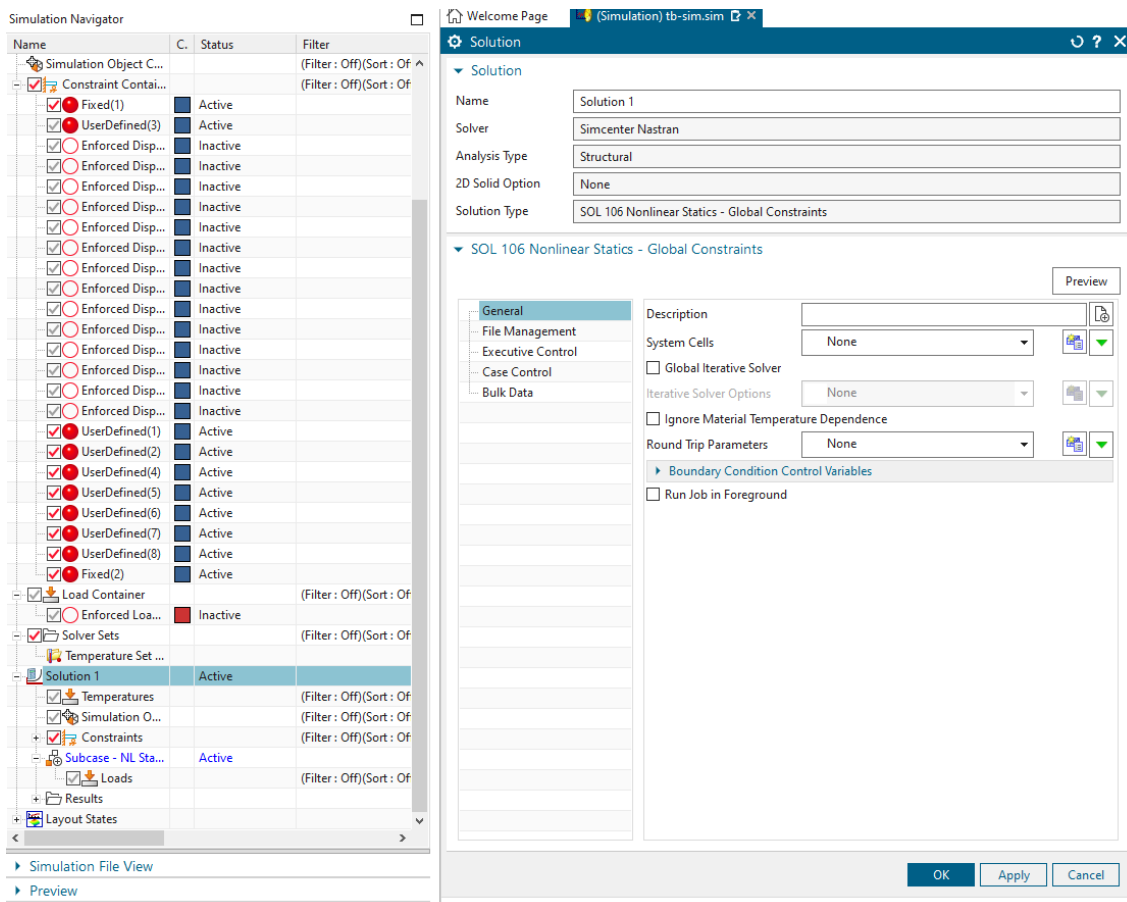 Simulation Navigator
Name C. Status Filter
Simulation Object C... (Filter : Off)(Sort : Of
Constraint Contai... (Filter : Off)(Sort : Of
Fixed(1) Active
UserDefined(3) Active
Enforced Disp... Inactive
Enforced Disp... Inactive
Enforced Disp... Inactive
Enforced Disp... Inactive
Enforced Disp... Inactive
Enforced Disp... Inactive
Enforced Disp... Inactive
Enforced Disp... Inactive
Enforced Disp... Inactive
Enforced Disp... Inactive
Enforced Disp... Inactive
Enforced Disp... Inactive
Enforced Disp... Inactive
Enforced Disp... Inactive
UserDefined(1) Active
UserDefined(2) Active
UserDefined(4) Active
UserDefined(5) Active
UserDefined(6) Active
UserDefined(7) Active
UserDefined(8) Active
Fixed(2) Active
Load Container (Filter : Off)(Sort : Of
Enforced Loa... Inactive
Solver Sets (Filter : Off)(Sort : Of
Temperature Set ...
Solution 1 Active
Temperatures (Filter : Off)(Sort : Of
Simulation O... (Filter : Off)(Sort : Of
Constraints (Filter : Off)(Sort : Of
Subcase - NL Sta... Active
Loads (Filter : Off)(Sort : Of
Results
Layout States
Simulation File View
Preview
Welcome Page (Simulation) tb-sim.sim
Solution
Solution
Name Solution 1
Solver Simcenter Nastran
Analysis Type Structural
2D Solid Option None
Solution Type SOL 106 Nonlinear Statics - Global Constraints
SOL 106 Nonlinear Statics - Global Constraints
Preview
General
File Management
Executive Control
Case Control
Bulk Data
Description
System Cells None
Global Iterative Solver
Iterative Solver Options None
Ignore Material Temperature Dependence
Round Trip Parameters None
Boundary Condition Control Variables
Run Job in Foreground
OK Apply Cancel